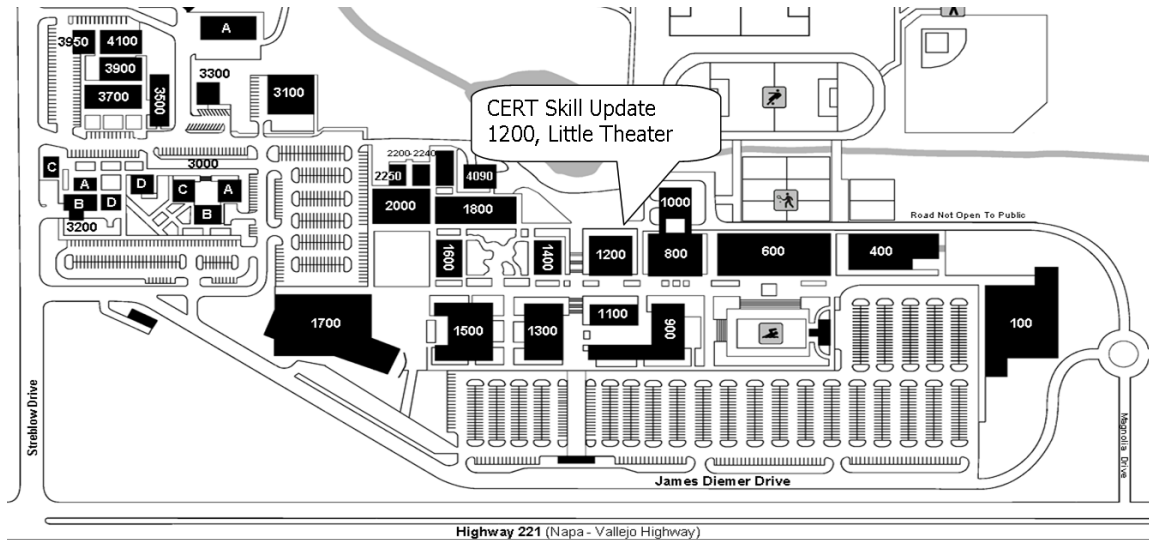 A
3950
4100
3900
3300
3700
3500
3100
CERT Skill Update
1200, Little Theater
3000
2200-2240
C
2250
4090
A
D
C
A
B
D
B
2000
1800
1000
3200
Road Not Open To Public
1600
1400
1200
800
600
400
1700
1500
1300
1100
900
100
Streblow Drive
Magnolia Drive
James Diemer Drive
Highway 221 (Napa - Vallejo Highway)